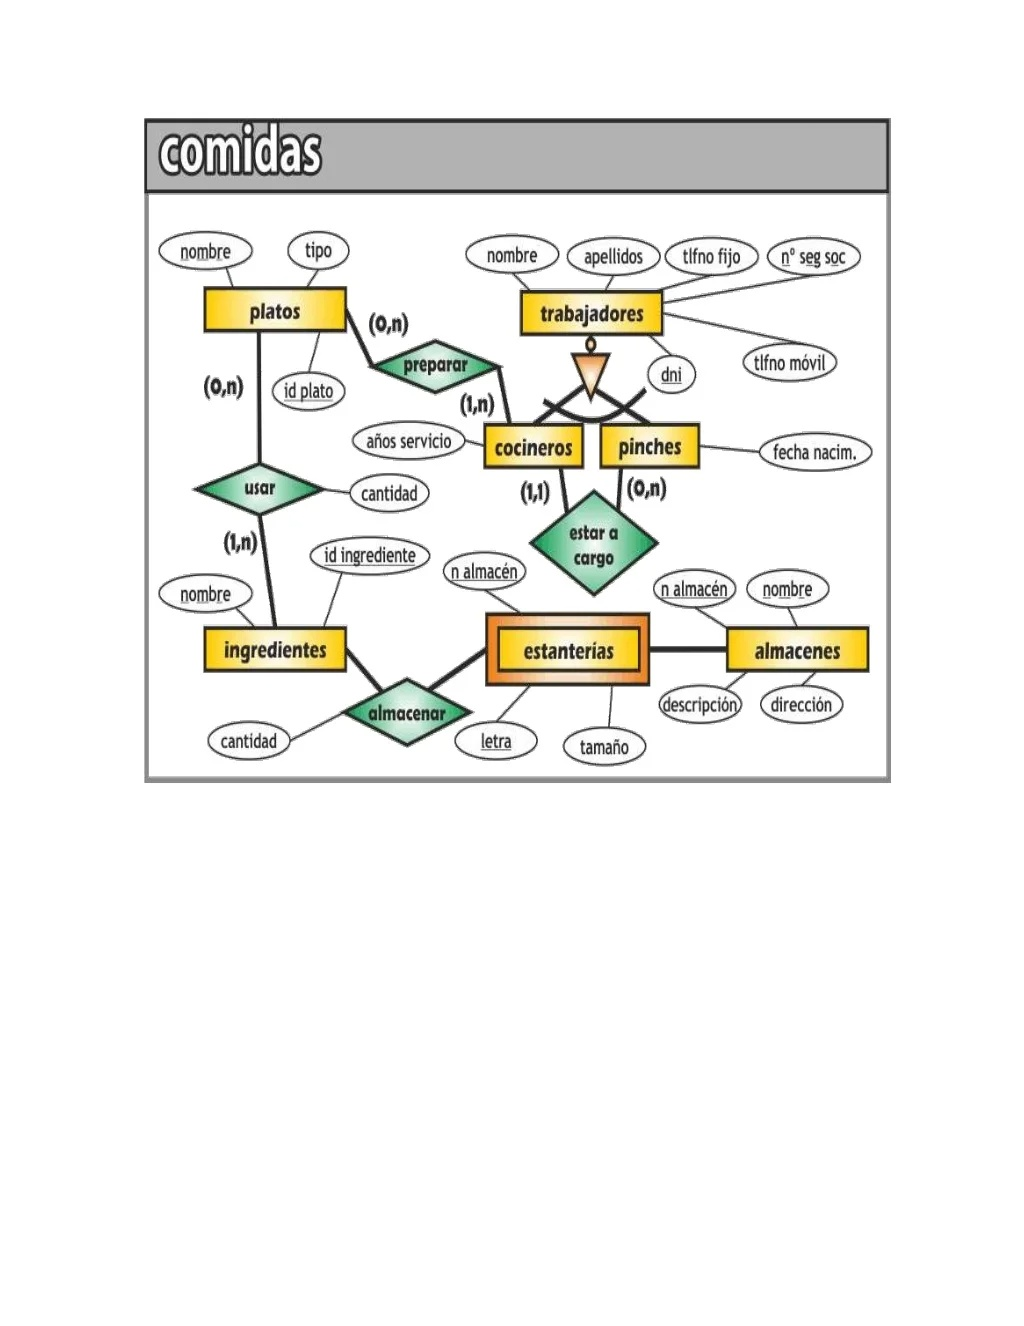 comidas
nombre
tipo
platos
id plato
(0,n)
preparar
(1,n)
nombre
apellidos
tlfno fijo
nº seg soc
trabajadores
tlfno móvil
dni
(0,n)
años servicio
cocineros
pinches
fecha nacim.
usar
cantidad
(1,1)
(0,n)
estar a
cargo
(1,n)
id ingrediente
n almacén
n almacén
nombre
nombre
ingredientes
estanterías
almacenes
descripción
dirección
almacenar
cantidad
letra
tamaño